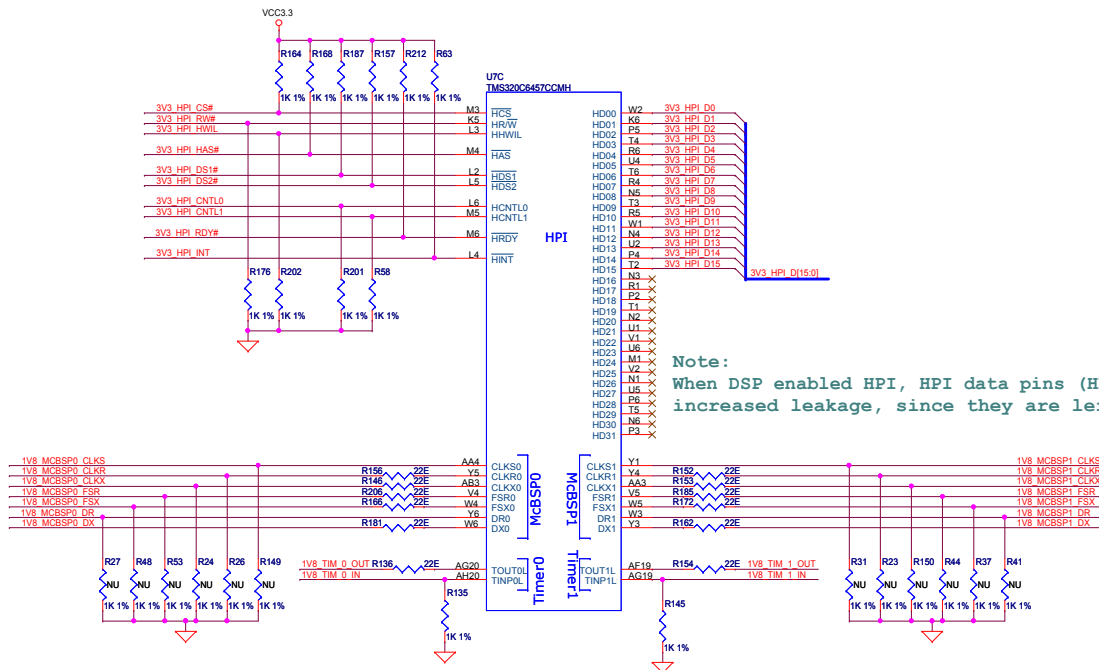 VCC3.3
R164 R168 R187 R157 R212 R63
1K 1% 1K 1% 1K 1% 1K 1% 1K 1% 1K 1%
U7C
TMS320C6457CCMH
3V3_HPI_CS# M3 HCS
3V3_HPI_RW# K5 HR/W
3V3_HPI_HWIL L3 HHWIL
3V3_HPI_HAS# M4 HAS
3V3_HPI_DS1# L2 HDS1
3V3_HPI_DS2# L5 HDS2
3V3_HPI_CNTL0 L6 HCNTL0
3V3_HPI_CNTL1 M5 HCNTL1
3V3_HPI_RDY# M6 HRDY
3V3_HPI_INT L4 HINT
HPI
R176 R202 R201 R58
1K 1% 1K 1% 1K 1% 1K 1%
HD00 W2 3V3_HPI_D0
HD01 K6 3V3_HPI_D1
HD02 P5 3V3_HPI_D2
HD03 T4 3V3_HPI_D3
HD04 R6 3V3_HPI_D4
HD05 U4 3V3_HPI_D5
HD06 T6 3V3_HPI_D6
HD07 R4 3V3_HPI_D7
HD08 N5 3V3_HPI_D8
HD09 T3 3V3_HPI_D9
HD10 R5 3V3_HPI_D10
HD11 W1 3V3_HPI_D11
HD12 N4 3V3_HPI_D12
HD13 U2 3V3_HPI_D13
HD14 P4 3V3_HPI_D14
HD15 T2 3V3_HPI_D15
3V3_HPI_D[15:0]
HD16 N3
HD17 R1
HD18 P2
HD19 T1
HD20 N2
HD21 U1
HD22 V1
HD23 U6
HD24 M1
HD25 V2
HD26 N1
HD27 U5
HD28 P6
HD29 T5
HD30 N6
HD31 P3
Note:
When DSP enabled HPI, HPI data pins (H
increased leakage, since they are le
1V8_MCBSP0_CLKS AA4 CLKS0
1V8_MCBSP0_CLKR R156 22E Y5 CLKR0
1V8_MCBSP0_CLKX R146 22E AB3 CLKX0
1V8_MCBSP0_FSR R206 22E V4 FSR0
1V8_MCBSP0_FSX R166 22E W4 FSX0
1V8_MCBSP0_DR Y6 DR0
1V8_MCBSP0_DX R181 22E W6 DX0
McBSP0
McBSP1
CLKS1 Y1 1V8_MCBSP1_CLKS
CLKR1 Y4 R152 22E 1V8_MCBSP1_CLKR
CLKX1 AA3 R153 22E 1V8_MCBSP1_CLKX
FSR1 V5 R185 22E 1V8_MCBSP1_FSR
FSX1 W5 R172 22E 1V8_MCBSP1_FSX
DR1 W3 1V8_MCBSP1_DR
DX1 Y3 R162 22E 1V8_MCBSP1_DX
R27 R48 R53 R24 R26 R149
NU NU NU NU NU NU
1K 1% 1K 1% 1K 1% 1K 1% 1K 1% 1K 1%
1V8_TIM_0_OUT R136 22E AG20 TOUT0L
1V8_TIM_0_IN AH20 TINP0L
Timer0
Timer1
TOUT1L AF19 R154 22E 1V8_TIM_1_OUT
TINP1L AG19 1V8_TIM_1_IN
R135
1K 1%
R145
1K 1%
R31 R23 R150 R44 R37 R41
NU NU NU NU NU NU
1K 1% 1K 1% 1K 1% 1K 1% 1K 1% 1K 1%